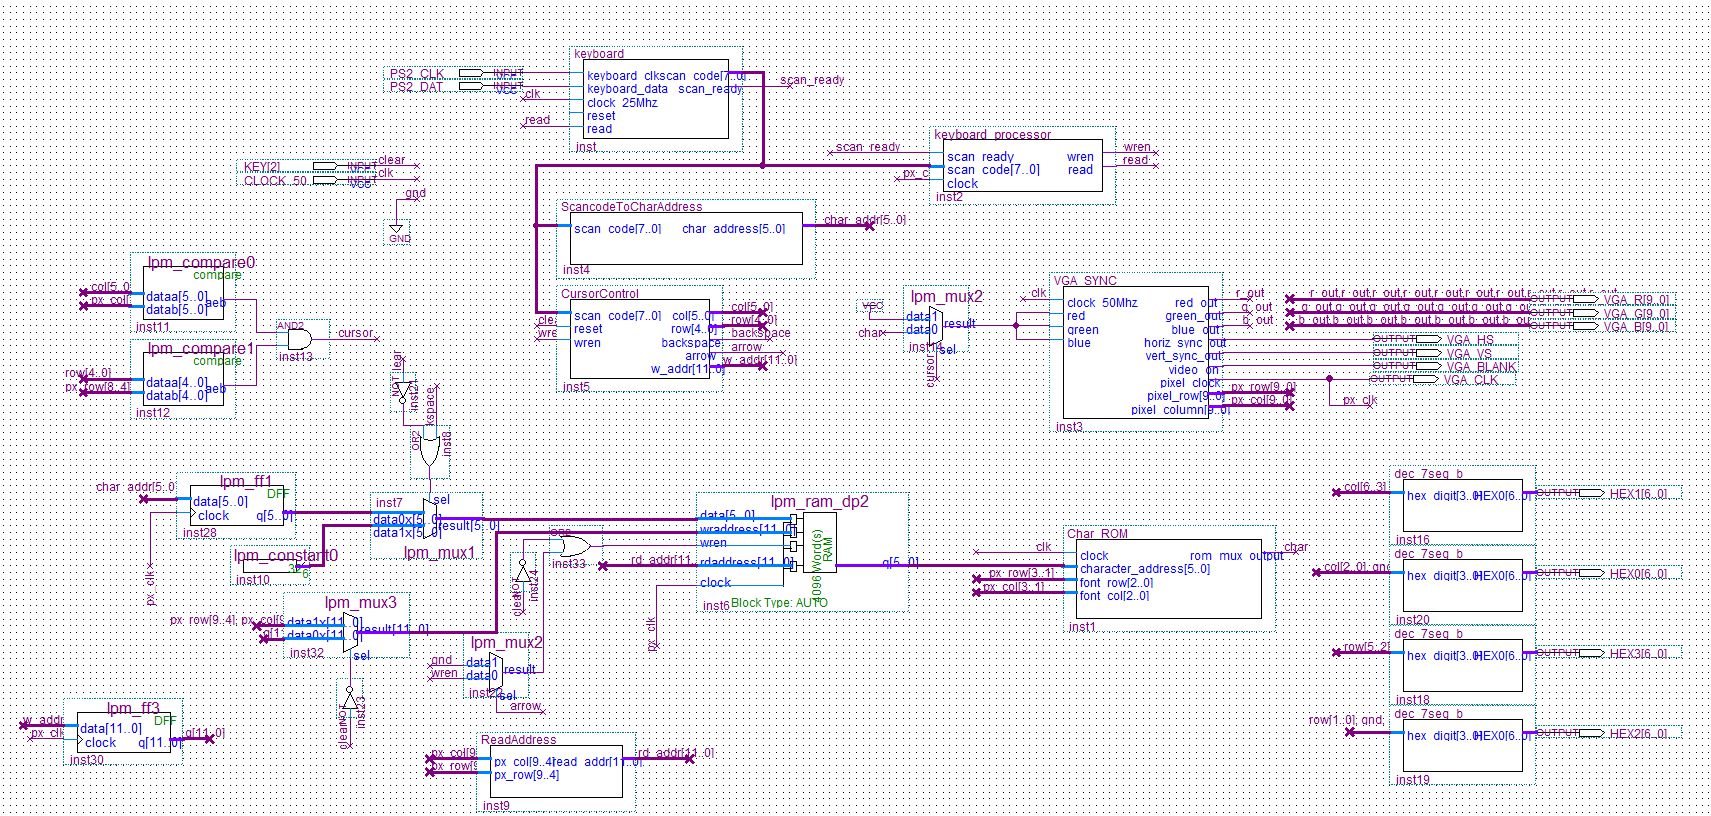 keyboard
PS2_CLK
INPUT
PS2_DAT
INPUT
VCC
clk
read
keyboard_clk
scan_code[7..0]
keyboard_data
scan_ready
clock_25Mhz
reset
read
inst
scan_ready
KEY[2]
INPUT
clear
CLOCK_50
INPUT
VCC
clk
gnd
GND
keyboard_processor
scan_ready
px_c
scan_ready
wren
scan_code[7..0]
read
clock
inst2
wren
read
ScancodeToCharAddress
scan_code[7..0]
char_address[5..0]
inst4
char_addr[5..0]
lpm_compare0
compare
col[5..0
px_col[
dataa[5..0]
datab[5..0]
aeb
inst11
AND2
inst13
cursor
lpm_compare1
compare
row[4..0]
px_row[8..4]
dataa[4..0]
datab[4..0]
aeb
inst12
CursorControl
clea
wre
scan_code[7..0]
col[5..0]
reset
row[4..0]
wren
backspace
arrow
w_addr[11..0]
inst5
col[5..0]
row[4..0]
backspace
arrow
w_addr[11..0]
VCC
char
lpm_mux2
data1
data0
result
sel
cursor
VGA_SYNC
clk
clock_50Mhz
red_out
red
green_out
green
blue_out
blue
horiz_sync_out
vert_sync_out
video_on
pixel_clock
pixel_row[9..0]
pixel_column[9..0]
inst3
r_out
g_out
b_out
r_out,r_out,r_out,r_out,r_out,r_out,r_out
OUTPUT
VGA_R[9..0]
g_out,g_out,g_out,g_out,g_out,g_out,g_out
OUTPUT
VGA_G[9..0]
b_out,b_out,b_out,b_out,b_out,b_out,b_out
OUTPUT
VGA_B[9..0]
OUTPUT
VGA_HS
OUTPUT
VGA_VS
OUTPUT
VGA_BLANK
OUTPUT
VGA_CLK
px_row[9..0]
px_col[9..0]
px_clk
NOT
inst21
kspace
OR2
inst8
lpm_ff1
DFF
char_addr[5..0
data[5..0]
clock
q[5..0]
inst28
px_clk
lpm_constant0
inst10
inst7
sel
data0x[5..0]
data1x[5..0]
result[5..0]
lpm_mux1
lpm_ram_dp2
data[5..0]
wraddress[11..0]
wren
rdaddress[11..0]
clock
q[5..0]
4096 Word(s)
RAM
Block Type: AUTO
inst6
rd_addr[11
px_clk
OR2
inst33
NOT
inst24
clear
Char_ROM
clk
px_row[3..1]
px_col[3..1]
clock
rom_mux_output
character_address[5..0]
font_row[2..0]
font_col[2..0]
inst1
char
dec_7seg_b
col[6..3]
hex_digit[3..0]
HEX0[6..0]
OUTPUT
HEX1[6..0]
inst16
dec_7seg_b
col[2..0],gnd
hex_digit[3..0]
HEX0[6..0]
OUTPUT
HEX0[6..0]
inst20
dec_7seg_b
row[5..2]
hex_digit[3..0]
HEX0[6..0]
OUTPUT
HEX3[6..0]
inst18
dec_7seg_b
row[1..0],gnd,
hex_digit[3..0]
HEX0[6..0]
OUTPUT
HEX2[6..0]
inst19
lpm_mux3
px_row[9..4], px_col[9
data1x[11..0]
data0x[11..0]
result[11..0]
sel
inst32
NOT
inst23
clear
lpm_mux2
gnd
wren
data1
data0
result
sel
arrow
lpm_ff3
DFF
w_addr
px_clk
data[11..0]
clock
q[11..0]
inst30
q[11..0]
ReadAddress
px_col[9
px_row[
px_col[9..4]
read_addr[11..0]
px_row[9..4]
inst9
rd_addr[11..0]